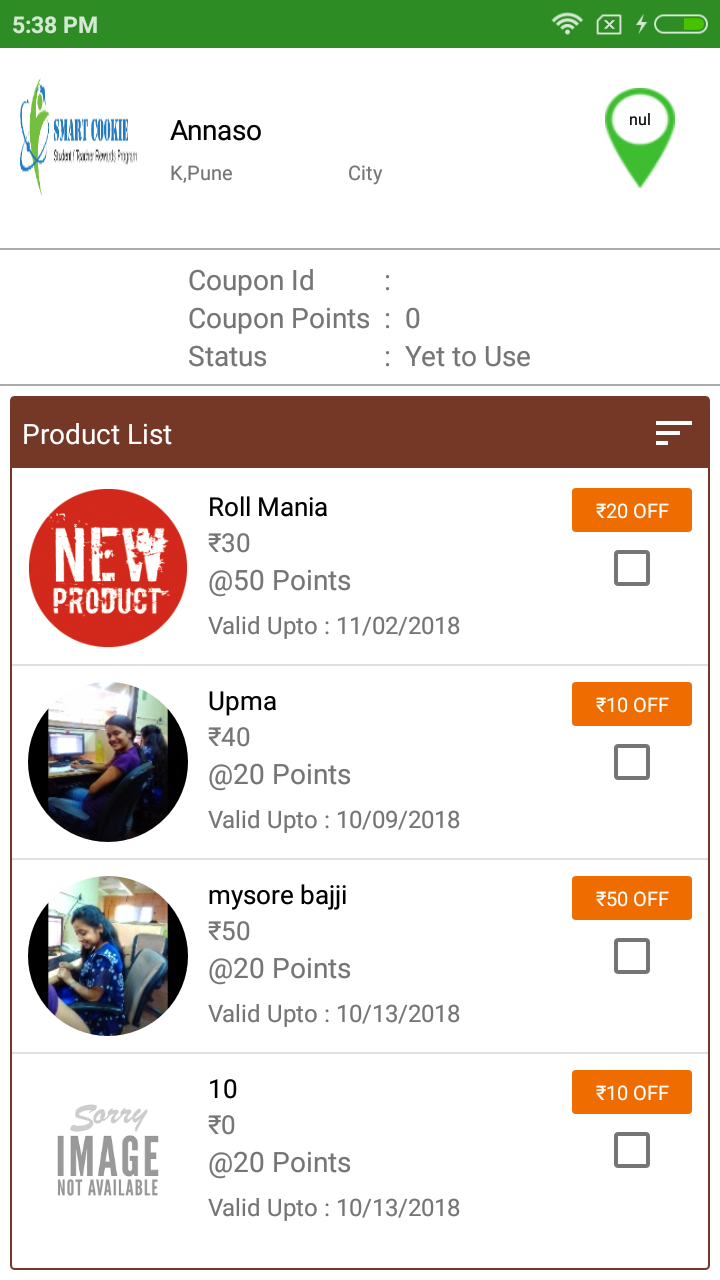 5:38 PM
SMART COOKIE
Student / Teacher Rewards Program
Annaso
K,Pune City
nul
Coupon Id :
Coupon Points : 0
Status : Yet to Use
Product List
NEW
PRODUCT
Roll Mania
₹30
@50 Points
Valid Upto : 11/02/2018
₹20 OFF
Upma
₹40
@20 Points
Valid Upto : 10/09/2018
₹10 OFF
mysore bajji
₹50
@20 Points
Valid Upto : 10/13/2018
₹50 OFF
Sorry
IMAGE
NOT AVAILABLE
10
₹0
@20 Points
Valid Upto : 10/13/2018
₹10 OFF